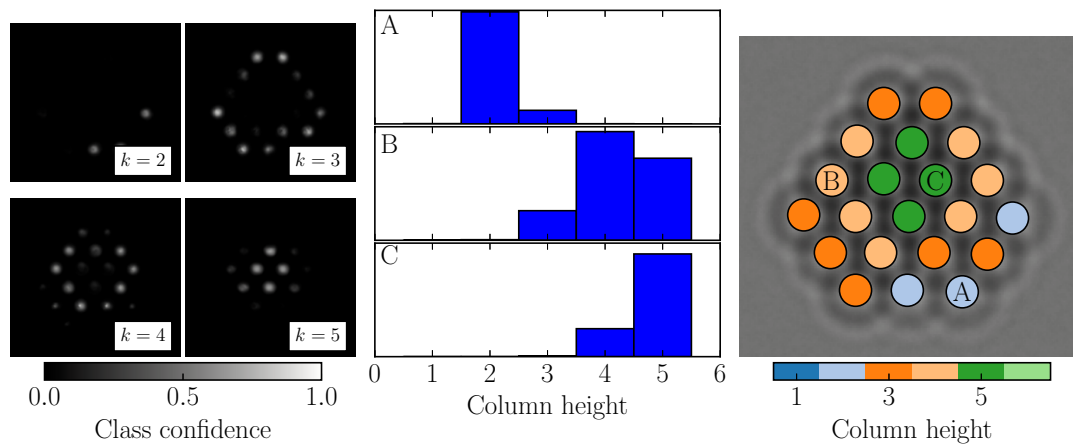 k = 2
k = 3
k = 4
k = 5
0.0 0.5 1.0
Class confidence
A
B
C
0 1 2 3 4 5 6
Column height
B
C
A
1 3 5
Column height